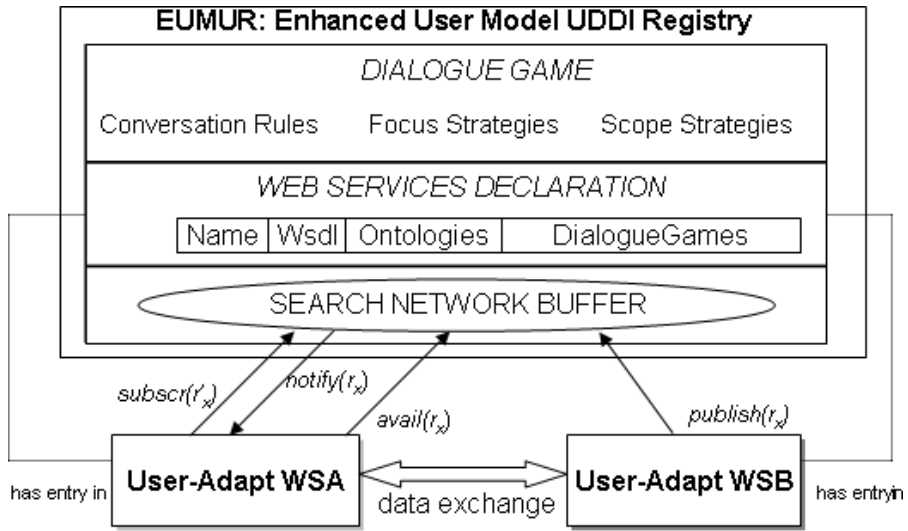 EUMUR: Enhanced User Model UDDI Registry
DIALOGUE GAME
Conversation Rules Focus Strategies Scope Strategies
WEB SERVICES DECLARATION
Name Wsdl Ontologies DialogueGames
SEARCH NETWORK BUFFER
subscr(r'x)
notify(rx)
avail(rx)
publish(rx)
has entry in
User-Adapt WSA
data exchange
User-Adapt WSB
has entryin